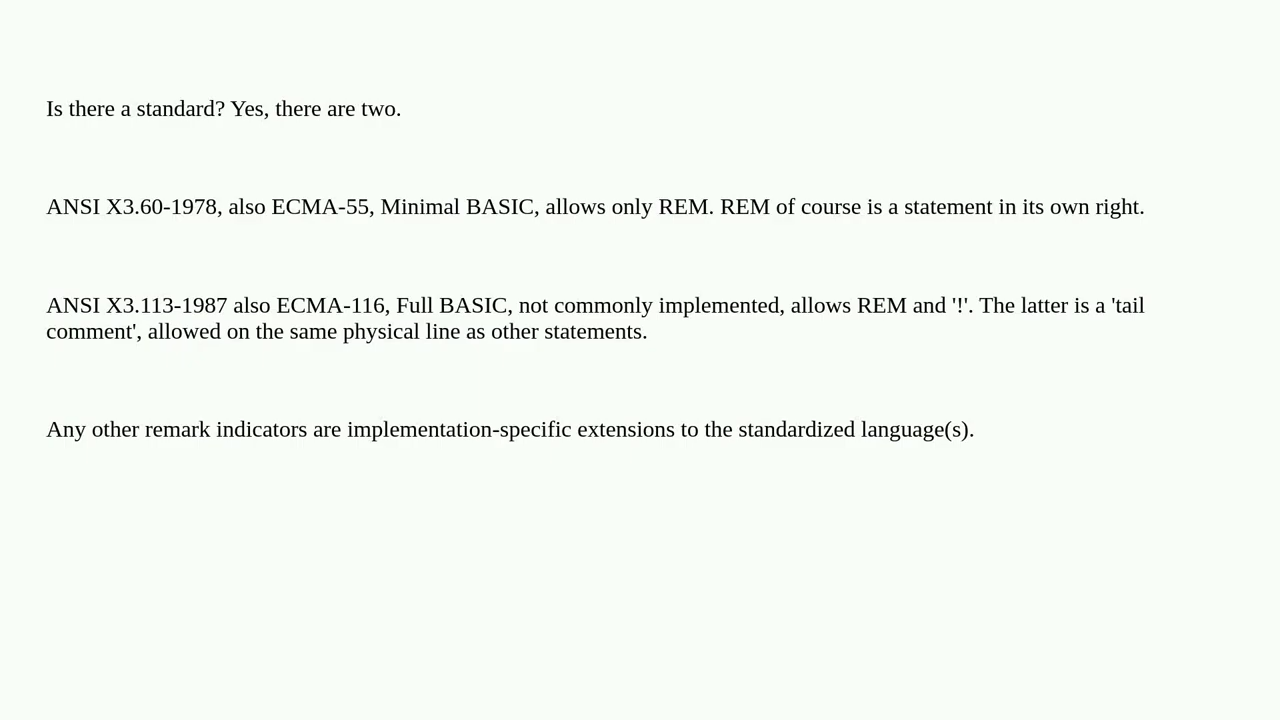 Is there a standard? Yes, there are two.
ANSI X3.60-1978, also ECMA-55, Minimal BASIC, allows only REM. REM of course is a statement in its own right.
ANSI X3.113-1987 also ECMA-116, Full BASIC, not commonly implemented, allows REM and '!'. The latter is a 'tail
comment', allowed on the same physical line as other statements.
Any other remark indicators are implementation-specific extensions to the standardized language(s).